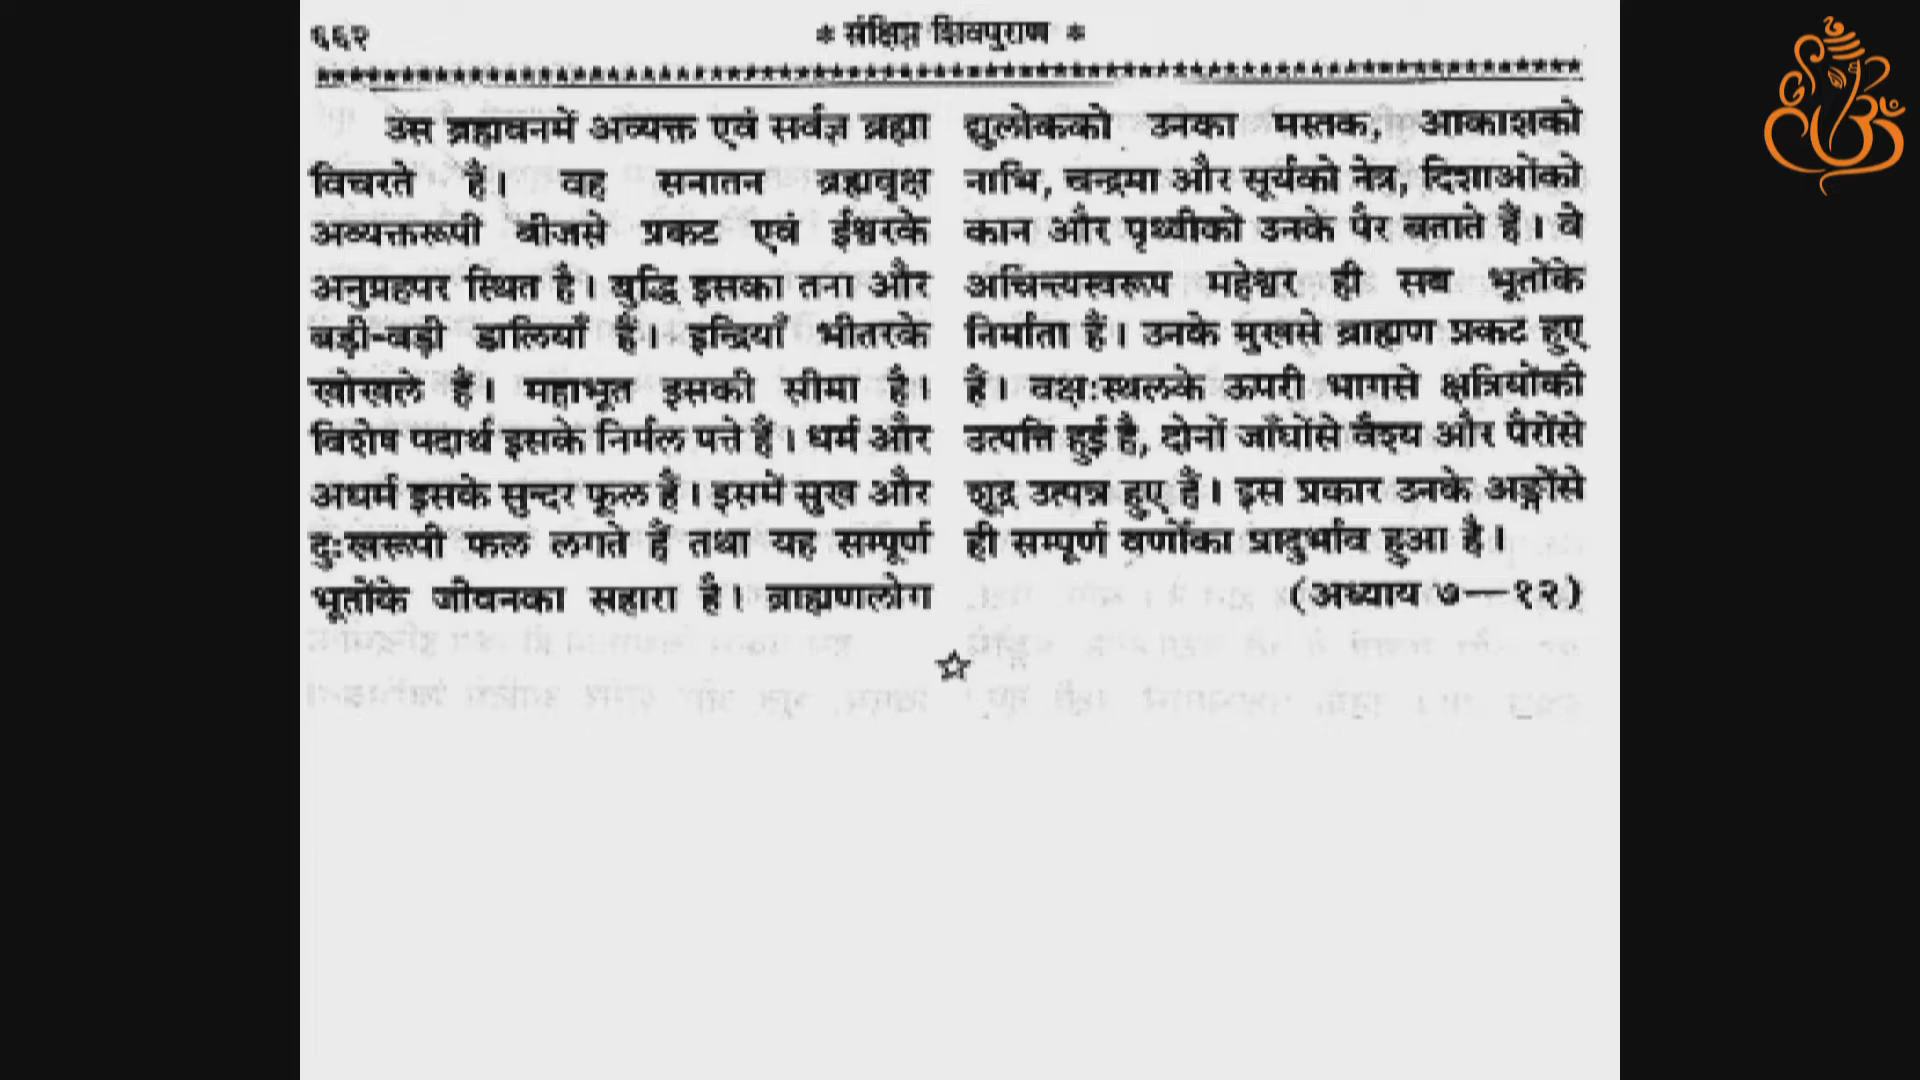 ६६२
* संक्षिप्त शिवपुराण *
उस ब्रह्मवनमें अव्यक्त एवं सर्वज्ञ ब्रह्मा
विचरते हैं। वह सनातन ब्रह्मवृक्ष
अव्यक्तरूपी बीजसे प्रकट एवं ईश्वरके
अनुग्रहपर स्थित है। बुद्धि इसका तना और
बड़ी-बड़ी डालियाँ हैं। इन्द्रियाँ भीतरके
खोखले हैं। महाभूत इसकी सीमा है।
विशेष पदार्थ इसके निर्मल पत्ते हैं। धर्म और
अधर्म इसके सुन्दर फूल हैं। इसमें सुख और
दुःखरूपी फल लगते हैं तथा यह सम्पूर्ण
भूतोंके जीवनका सहारा है। ब्राह्मणलोग
द्युलोकको उनका मस्तक, आकाशको
नाभि, चन्द्रमा और सूर्यको नेत्र, दिशाओंको
कान और पृथ्वीको उनके पैर बताते हैं। वे
अचिन्त्यस्वरूप महेश्वर ही सब भूतोंके
निर्माता हैं। उनके मुखसे ब्राह्मण प्रकट हुए
हैं। वक्षःस्थलके ऊपरी भागसे क्षत्रियोंकी
उत्पत्ति हुई है, दोनों जाँघोंसे वैश्य और पैरोंसे
शूद्र उत्पन्न हुए हैं। इस प्रकार उनके अङ्गोंसे
ही सम्पूर्ण वर्णोंका प्रादुर्भाव हुआ है।
(अध्याय ७—१२)